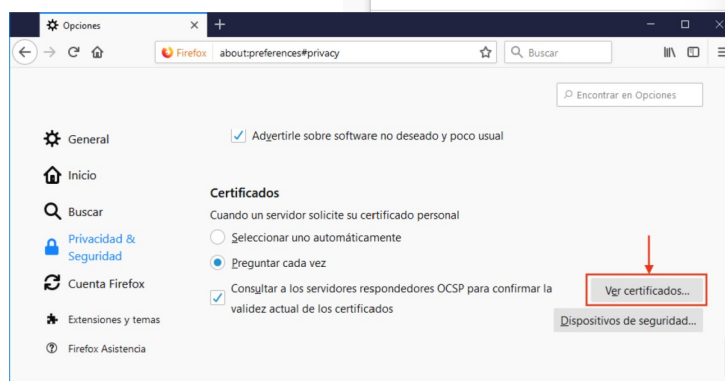 Opciones
Firefox about:preferences#privacy
Buscar
Encontrar en Opciones
General
Inicio
Buscar
Privacidad &
Seguridad
Cuenta Firefox
Extensiones y temas
Firefox Asistencia
Advertirle sobre software no deseado y poco usual
Certificados
Cuando un servidor solicite su certificado personal
Seleccionar uno automáticamente
Preguntar cada vez
Consultar a los servidores respondedores OCSP para confirmar la
validez actual de los certificados
Ver certificados...
Dispositivos de seguridad...